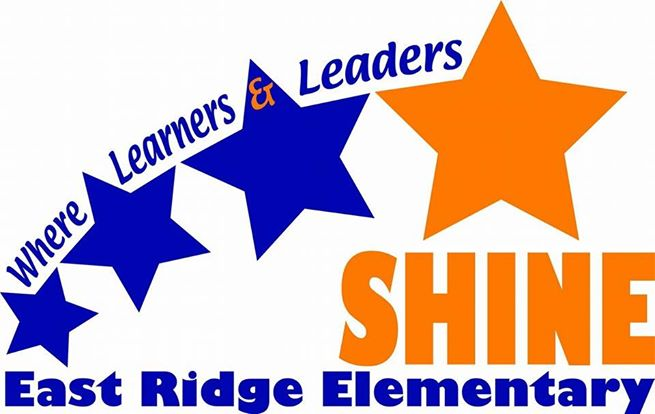 Where Learners & Leaders
SHINE
East Ridge Elementary